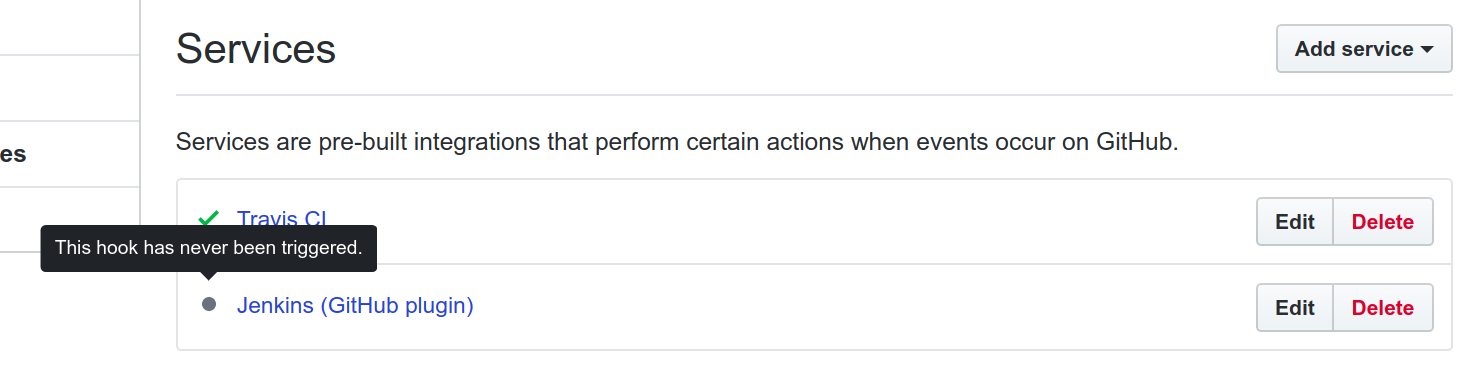 Services
Add service
es
Services are pre-built integrations that perform certain actions when events occur on GitHub.
Travis CI
Edit
Delete
This hook has never been triggered.
Jenkins (GitHub plugin)
Edit
Delete